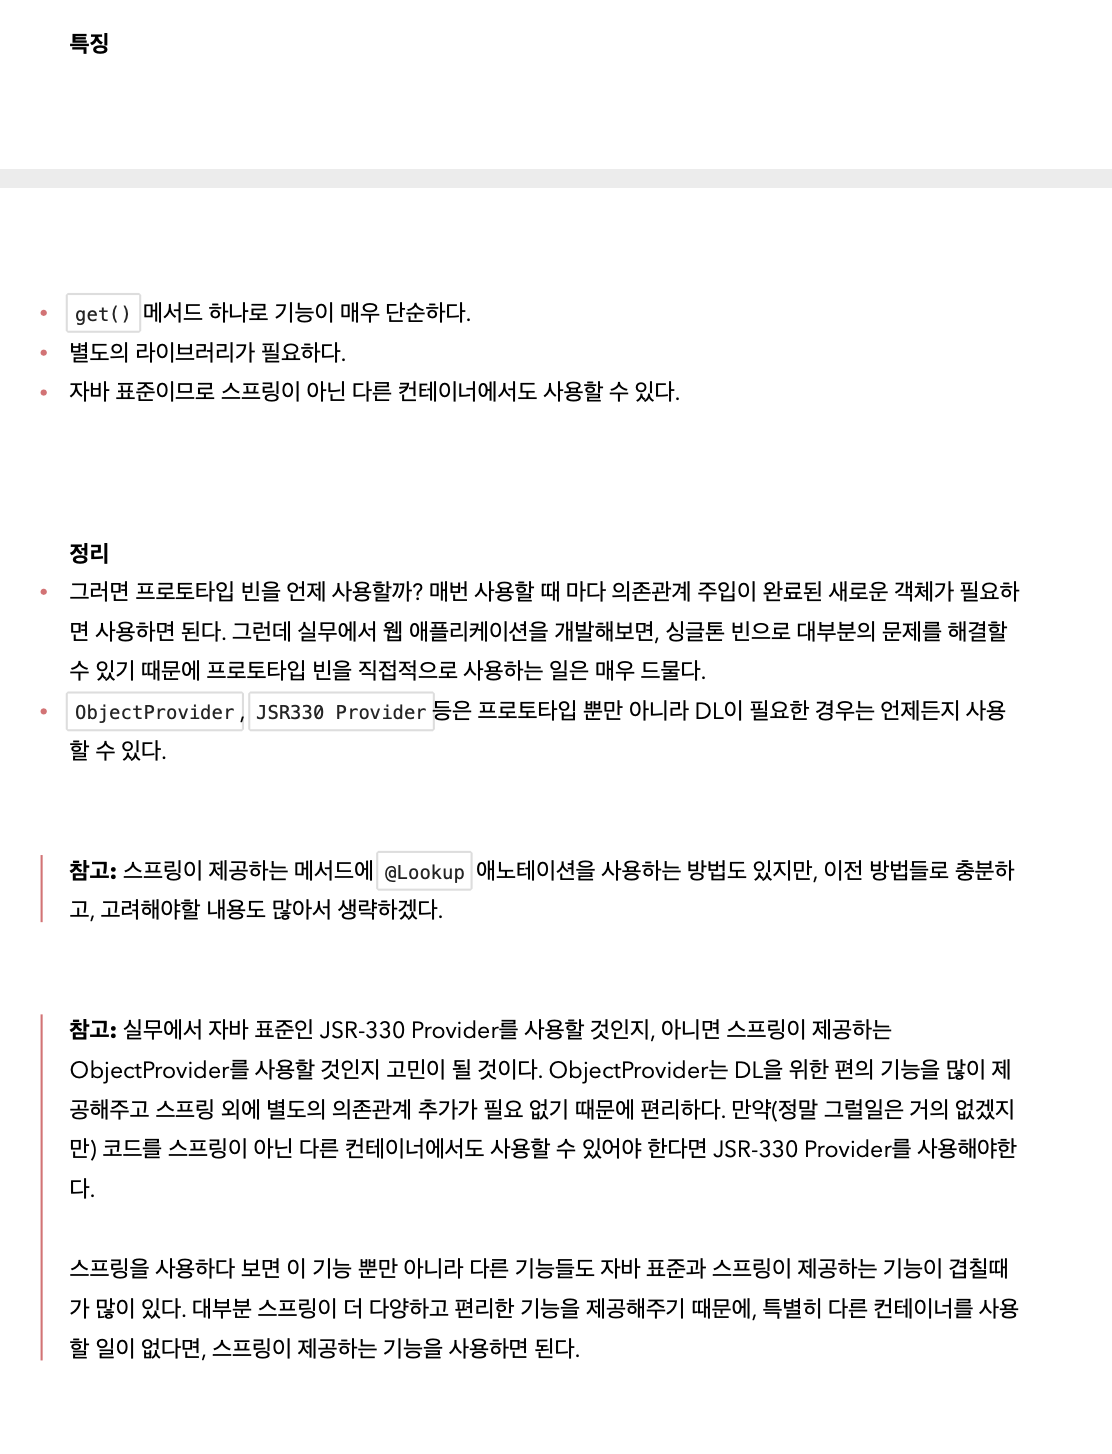 특징
get() 메서드 하나로 기능이 매우 단순하다.
별도의 라이브러리가 필요하다.
자바 표준이므로 스프링이 아닌 다른 컨테이너에서도 사용할 수 있다.
정리
그러면 프로토타입 빈을 언제 사용할까? 매번 사용할 때 마다 의존관계 주입이 완료된 새로운 객체가 필요하
면 사용하면 된다. 그런데 실무에서 웹 애플리케이션을 개발해보면, 싱글톤 빈으로 대부분의 문제를 해결할
수 있기 때문에 프로토타입 빈을 직접적으로 사용하는 일은 매우 드물다.
ObjectProvider, JSR330 Provider 등은 프로토타입 뿐만 아니라 DL이 필요한 경우는 언제든지 사용
할 수 있다.
참고: 스프링이 제공하는 메서드에 @Lookup 애노테이션을 사용하는 방법도 있지만, 이전 방법들로 충분하
고, 고려해야할 내용도 많아서 생략하겠다.
참고: 실무에서 자바 표준인 JSR-330 Provider를 사용할 것인지, 아니면 스프링이 제공하는
ObjectProvider를 사용할 것인지 고민이 될 것이다. ObjectProvider는 DL을 위한 편의 기능을 많이 제
공해주고 스프링 외에 별도의 의존관계 추가가 필요 없기 때문에 편리하다. 만약(정말 그럴일은 거의 없겠지
만) 코드를 스프링이 아닌 다른 컨테이너에서도 사용할 수 있어야 한다면 JSR-330 Provider를 사용해야한
다.
스프링을 사용하다 보면 이 기능 뿐만 아니라 다른 기능들도 자바 표준과 스프링이 제공하는 기능이 겹칠때
가 많이 있다. 대부분 스프링이 더 다양하고 편리한 기능을 제공해주기 때문에, 특별히 다른 컨테이너를 사용
할 일이 없다면, 스프링이 제공하는 기능을 사용하면 된다.